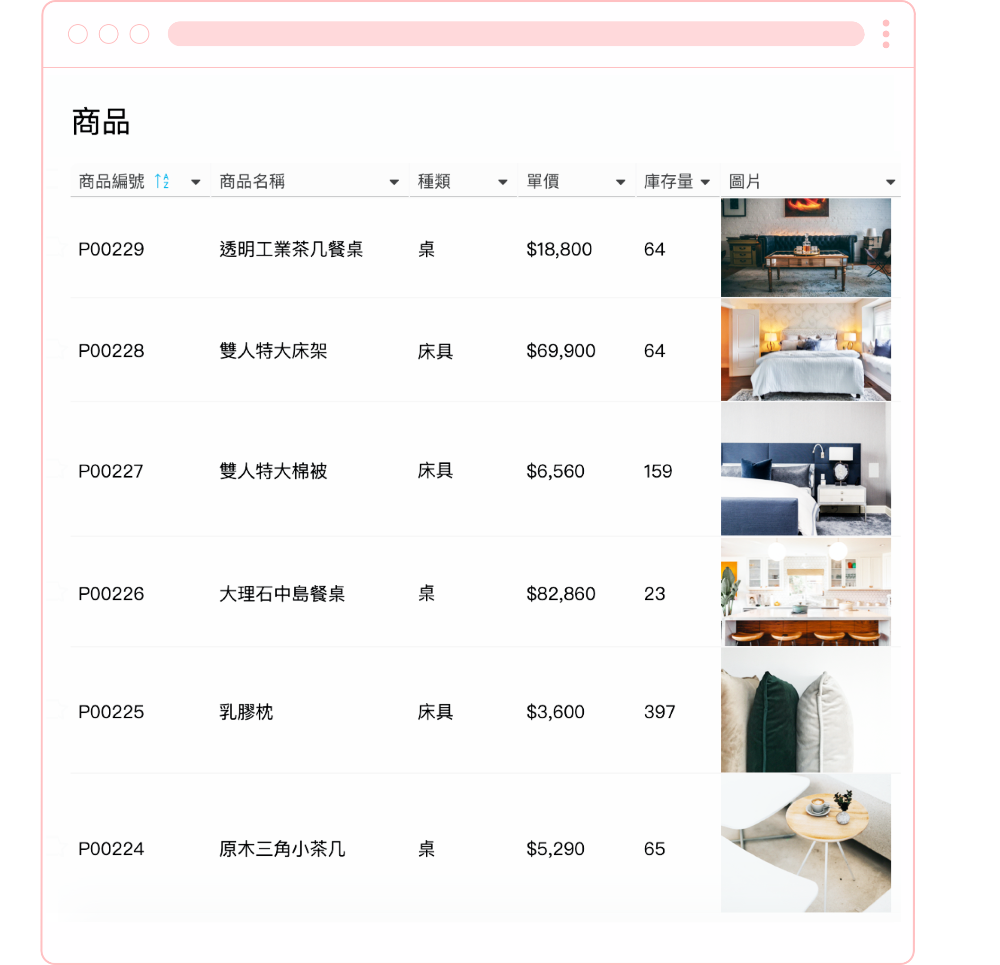 商品
商品編號 商品名稱 種類 單價 庫存量 圖片
P00229 透明工業茶几餐桌 桌 $18,800 64
P00228 雙人特大床架 床具 $69,900 64
P00227 雙人特大棉被 床具 $6,560 159
P00226 大理石中島餐桌 桌 $82,860 23
P00225 乳膠枕 床具 $3,600 397
P00224 原木三角小茶几 桌 $5,290 65